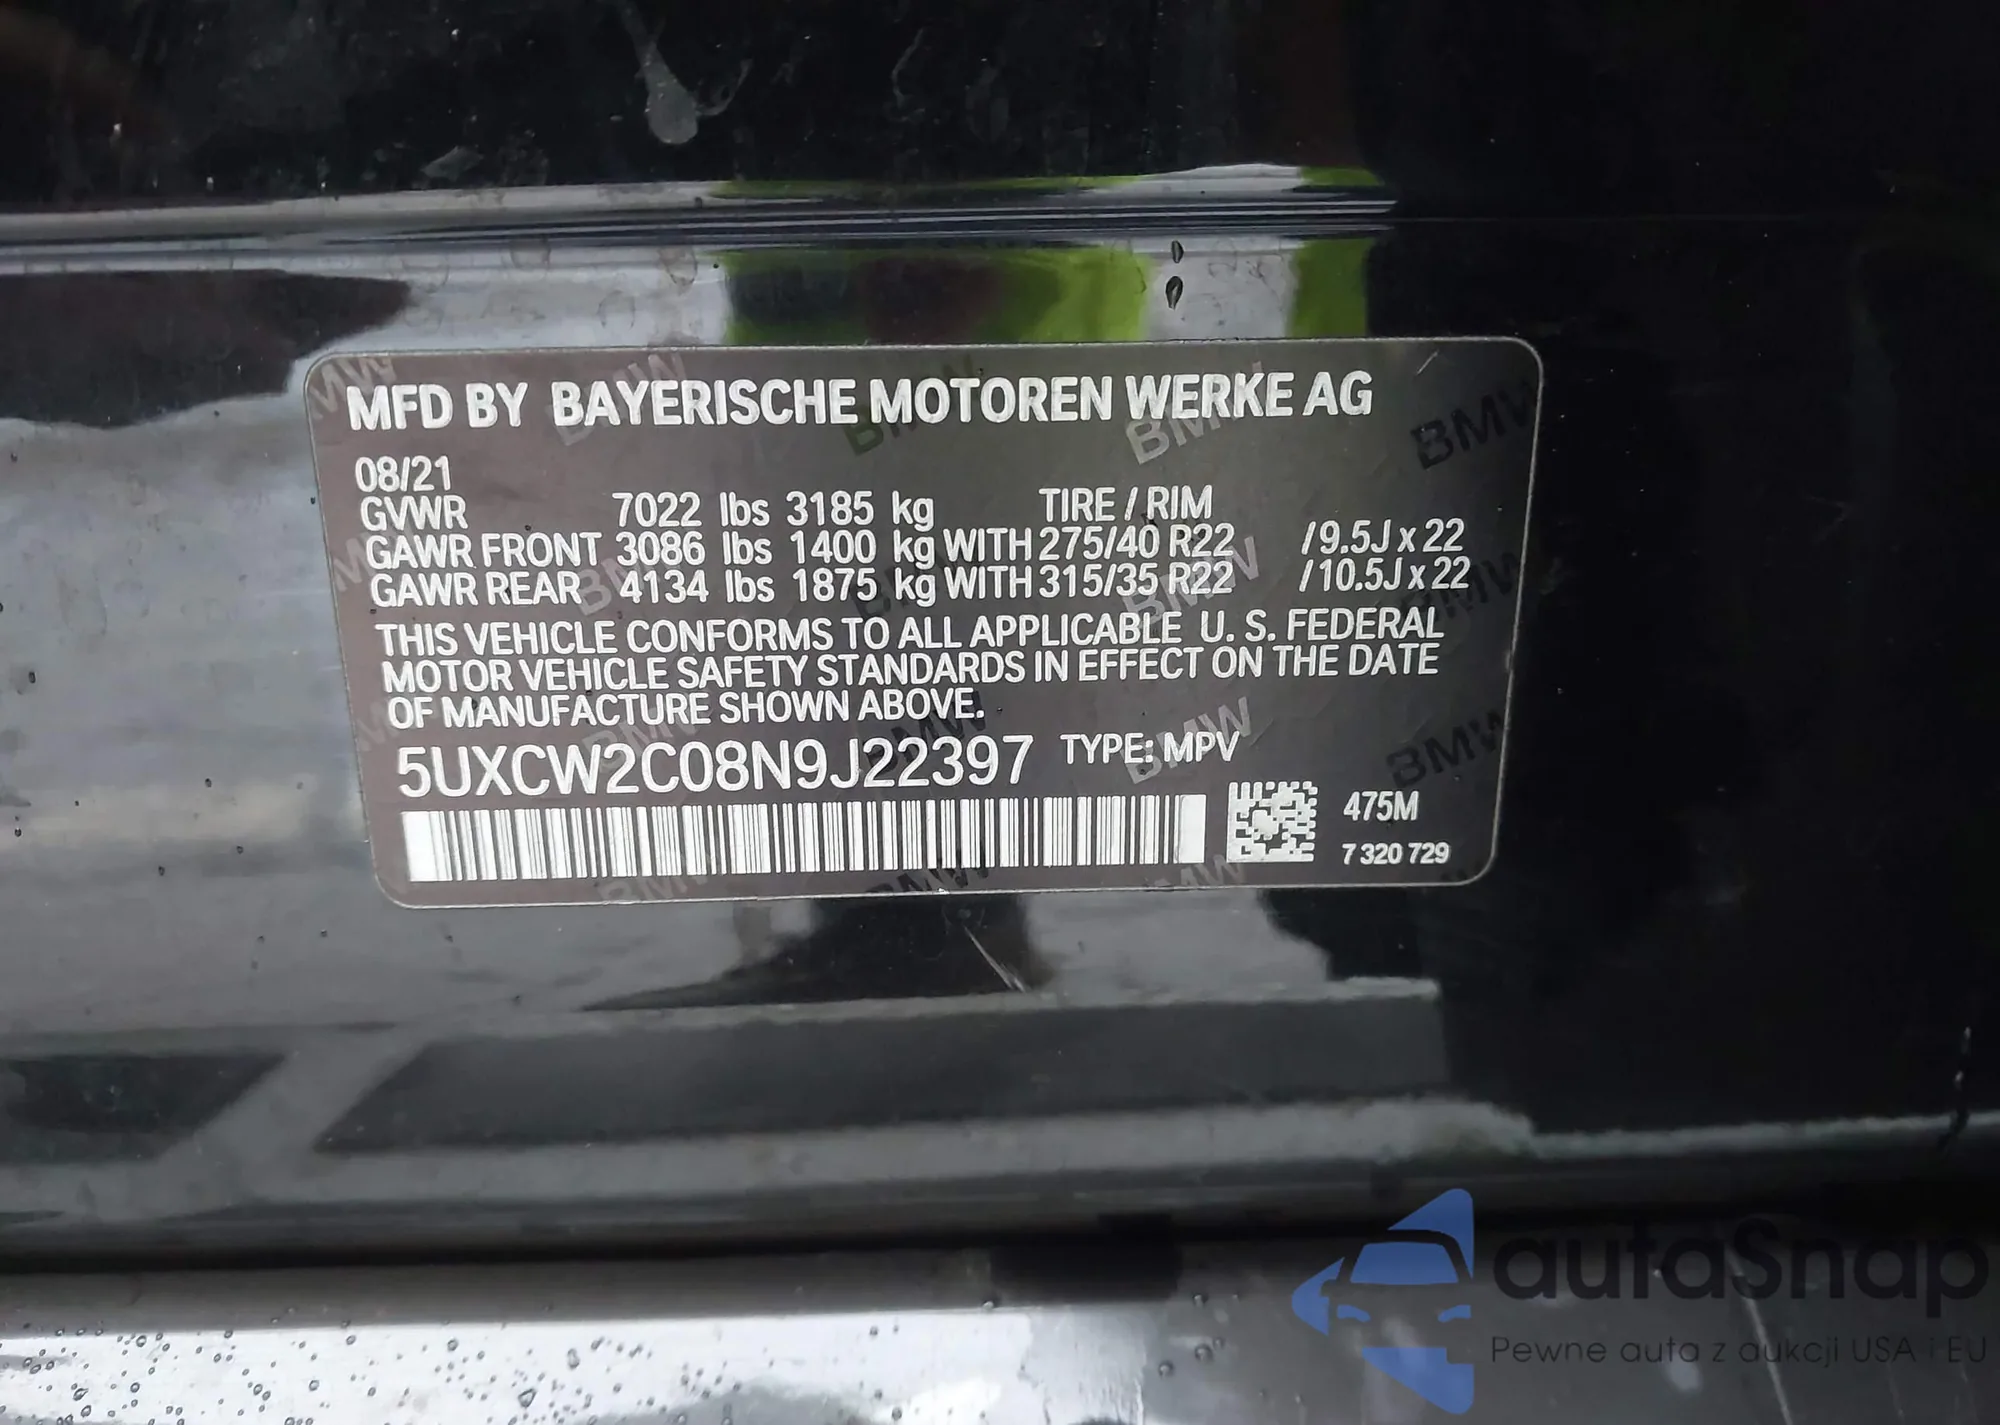 MFD BY BAYERISCHE MOTOREN WERKE AG
08/21
GVWR 7022 lbs 3185 kg TIRE / RIM
GAWR FRONT 3086 lbs 1400 kg WITH 275/40 R22 /9.5J x 22
GAWR REAR 4134 lbs 1875 kg WITH 315/35 R22 /10.5J x 22
THIS VEHICLE CONFORMS TO ALL APPLICABLE U. S. FEDERAL
MOTOR VEHICLE SAFETY STANDARDS IN EFFECT ON THE DATE
OF MANUFACTURE SHOWN ABOVE.
5UXCW2C08N9J22397 TYPE: MPV
475M
7 320 729
autaSnap
Pewne auta z aukcji USA i EU